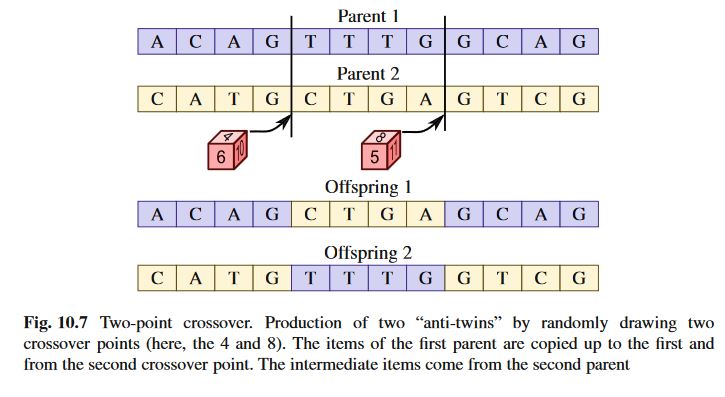 Parent 1
A C A G T T T G G C A G
Parent 2
C A T G C T G A G T C G
4
6 10
8
5 11
Offspring 1
A C A G C T G A G C A G
Offspring 2
C A T G T T T G G T C G
Fig. 10.7 Two-point crossover. Production of two “anti-twins” by randomly drawing two
crossover points (here, the 4 and 8). The items of the first parent are copied up to the first and
from the second crossover point. The intermediate items come from the second parent